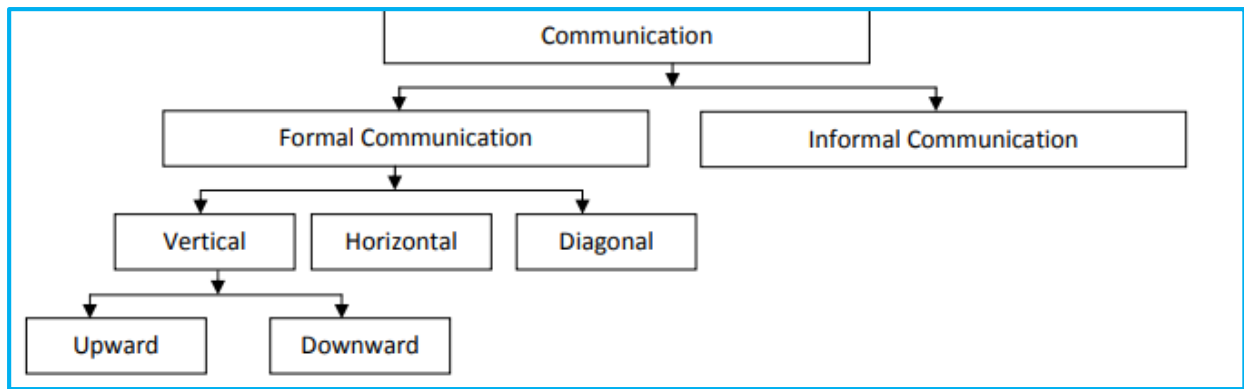 Communication
Formal Communication
Informal Communication
Vertical
Horizontal
Diagonal
Upward
Downward